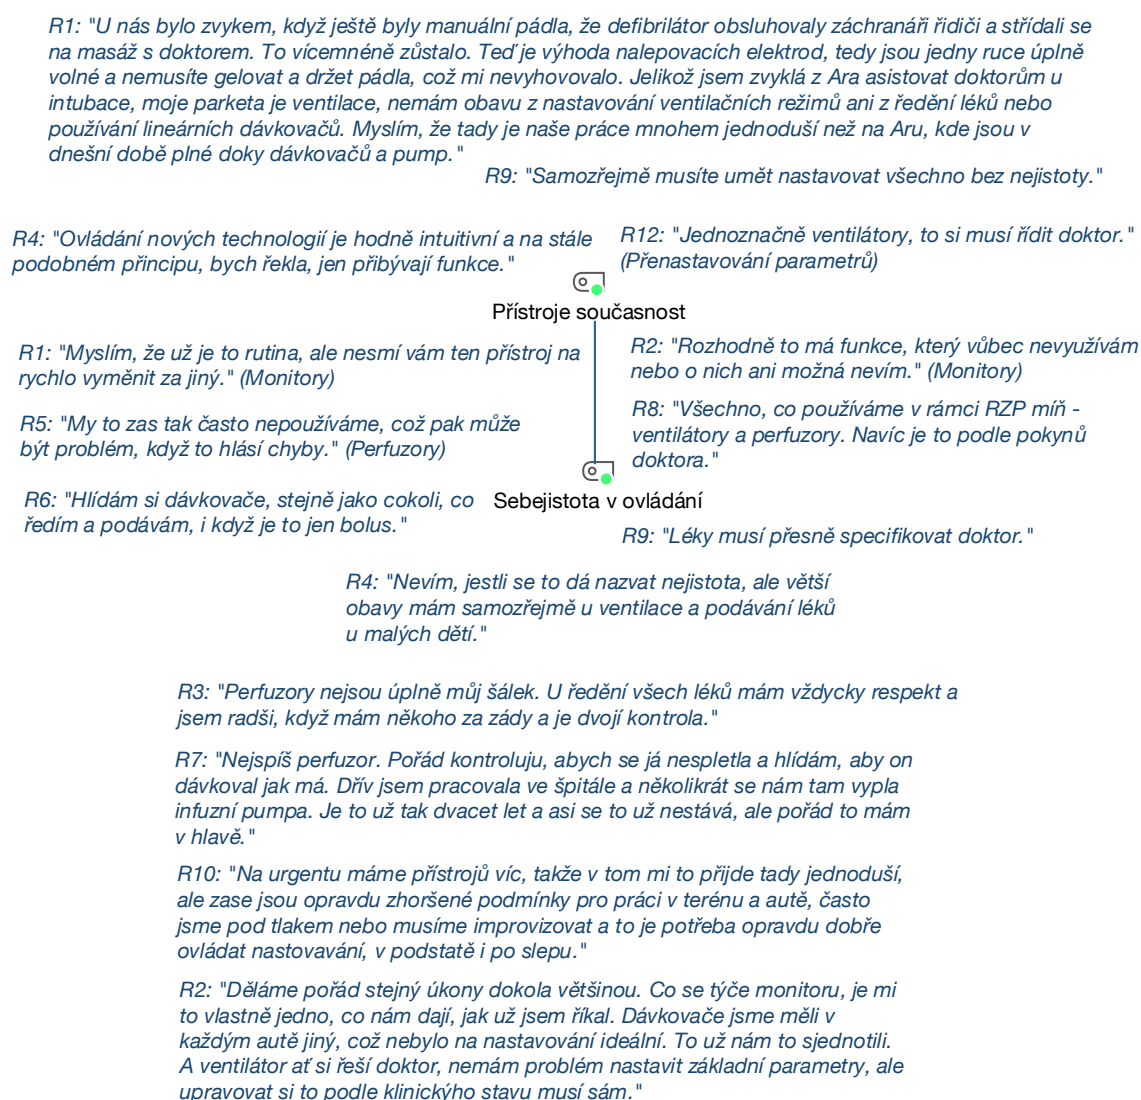 R1: "U nás bylo zvykem, když ještě byly manuální pádla, že defibrilátor obsluhovaly záchranáři řidiči a střídali se
na masáž s doktorem. To vícemnéně zůstalo. Teď je výhoda nalepovacích elektrod, tedy jsou jedny ruce úplně
volné a nemusíte gelovat a držet pádla, což mi nevyhovovalo. Jelikož jsem zvyklá z Ara asistovat doktorům u
intubace, moje parketa je ventilace, nemám obavu z nastavování ventilačních režimů ani z ředění léků nebo
používání lineárních dávkovačů. Myslím, že tady je naše práce mnohem jednoduší než na Aru, kde jsou v
dnešní době plné doky dávkovačů a pump."
R9: "Samozřejmě musíte umět nastavovat všechno bez nejistoty."
R4: "Ovládání nových technologií je hodně intuitivní a na stále
podobném přincipu, bych řekla, jen přibývají funkce."
R12: "Jednoznačně ventilátory, to si musí řídit doktor."
(Přenastavování parametrů)
Přístroje současnost
R1: "Myslím, že už je to rutina, ale nesmí vám ten přístroj na
rychlo vyměnit za jiný." (Monitory)
R2: "Rozhodně to má funkce, který vůbec nevyužívám
nebo o nich ani možná nevím." (Monitory)
R5: "My to zas tak často nepoužíváme, což pak může
být problém, když to hlásí chyby." (Perfuzory)
R8: "Všechno, co používáme v rámci RZP míň -
ventilátory a perfuzory. Navíc je to podle pokynů
doktora."
R6: "Hlídám si dávkovače, stejně jako cokoli, co
ředím a podávám, i když je to jen bolus."
Sebejistota v ovládání
R9: "Léky musí přesně specifikovat doktor."
R4: "Nevím, jestli se to dá nazvat nejistota, ale větší
obavy mám samozřejmě u ventilace a podávání léků
u malých dětí."
R3: "Perfuzory nejsou úplně můj šálek. U ředění všech léků mám vždycky respekt a
jsem radši, když mám někoho za zády a je dvojí kontrola."
R7: "Nejspíš perfuzor. Pořád kontroluju, abych se já nespletla a hlídám, aby on
dávkoval jak má. Dřív jsem pracovala ve špitále a několikrát se nám tam vypla
infuzní pumpa. Je to už tak dvacet let a asi se to už nestává, ale pořád to mám
v hlavě."
R10: "Na urgentu máme přístrojů víc, takže v tom mi to přijde tady jednoduší,
ale zase jsou opravdu zhoršené podmínky pro práci v terénu a autě, často
jsme pod tlakem nebo musíme improvizovat a to je potřeba opravdu dobře
ovládat nastovavání, v podstatě i po slepu."
R2: "Děláme pořád stejný úkony dokola většinou. Co se týče monitoru, je mi
to vlastně jedno, co nám dají, jak už jsem říkal. Dávkovače jsme měli v
každým autě jiný, což nebylo na nastavování ideální. To už nám to sjednotili.
A ventilátor ať si řeší doktor, nemám problém nastavit základní parametry, ale
upravovat si to podle klinickýho stavu musí sám."